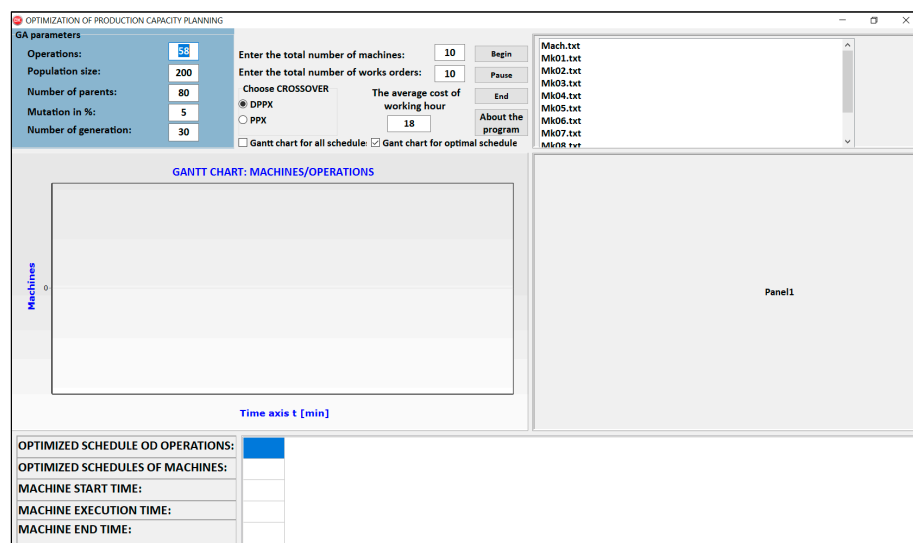 OPTIMIZATION OF PRODUCTION CAPACITY PLANNING
GA parameters
Operations: 58
Population size: 200
Number of parents: 80
Mutation in %: 5
Number of generation: 30
Enter the total number of machines: 10
Enter the total number of works orders: 10
Choose CROSSOVER
DPPX
PPX
The average cost of
working hour
18
Gantt chart for all schedule:
Gant chart for optimal schedule
Begin
Pause
End
About the
program
Mach.txt
Mk01.txt
Mk02.txt
Mk03.txt
Mk04.txt
Mk05.txt
Mk06.txt
Mk07.txt
Mk08.txt
GANTT CHART: MACHINES/OPERATIONS
Machines
0
Time axis t [min]
Panel1
OPTIMIZED SCHEDULE OD OPERATIONS:
OPTIMIZED SCHEDULES OF MACHINES:
MACHINE START TIME:
MACHINE EXECUTION TIME:
MACHINE END TIME: